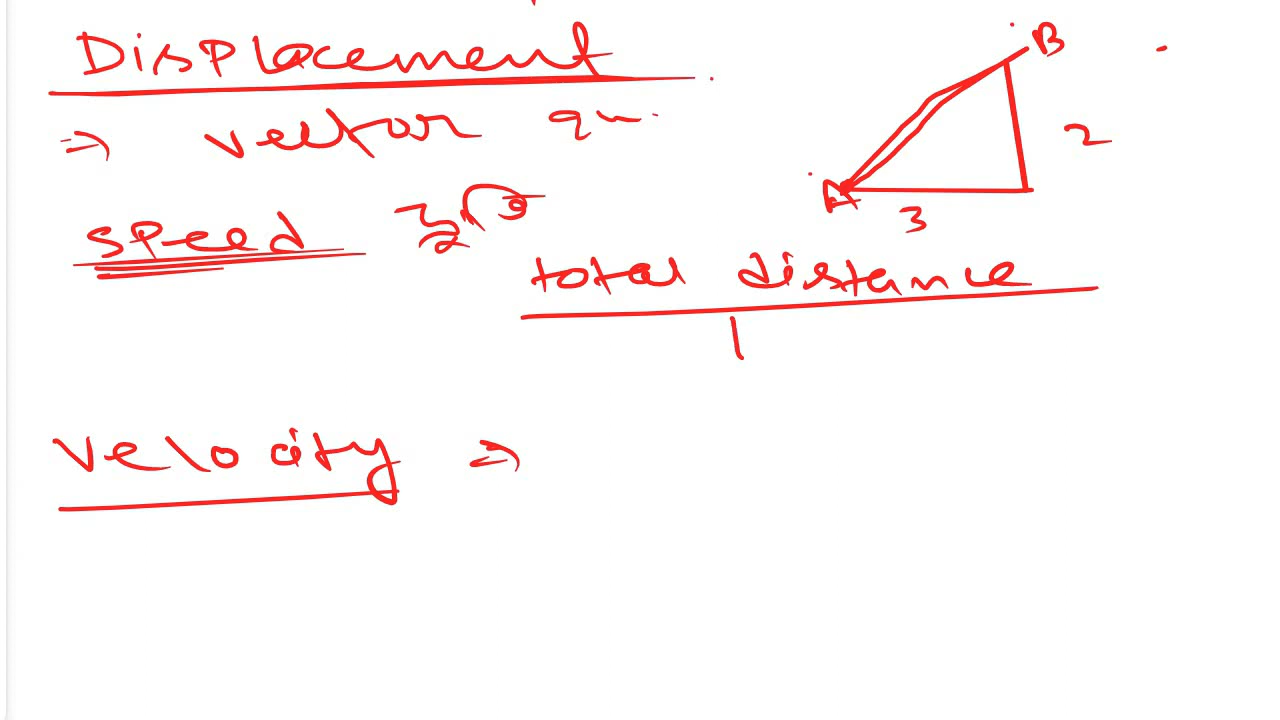 Displacement
B
⇒ vector qu
2
A
3
speed
total distance
velocity ⇒